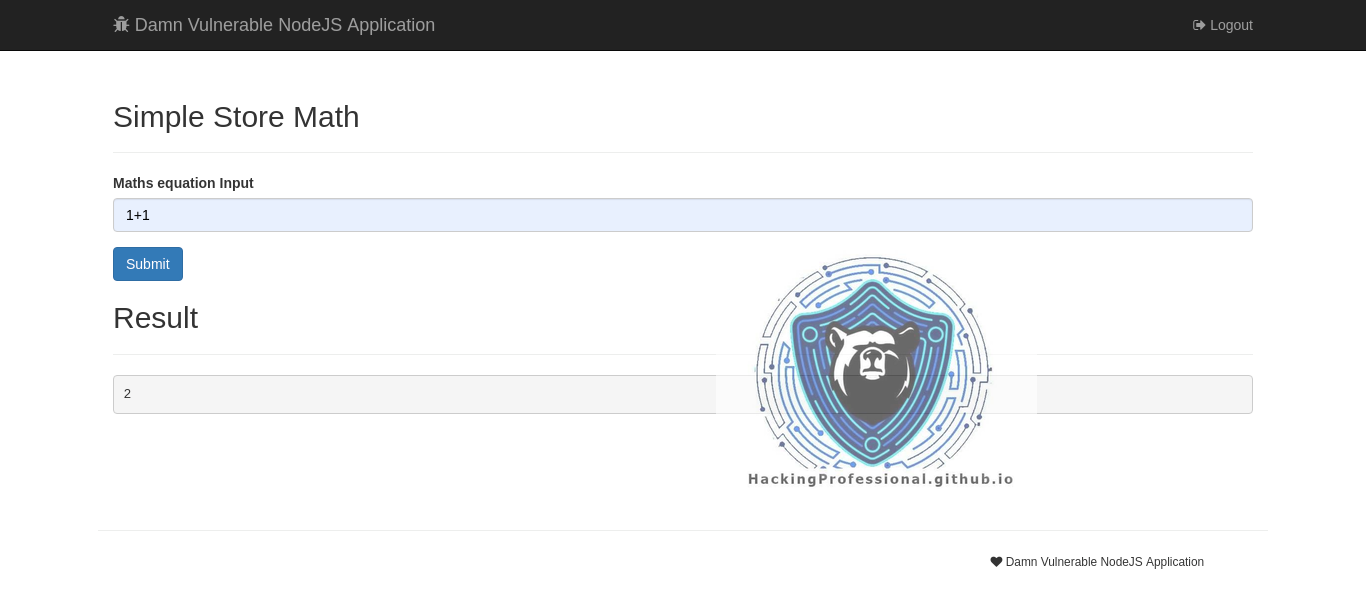 Damn Vulnerable NodeJS Application
Logout
Simple Store Math
Maths equation Input
1+1
Submit
Result
2
HackingProfessional.github.io
Damn Vulnerable NodeJS Application